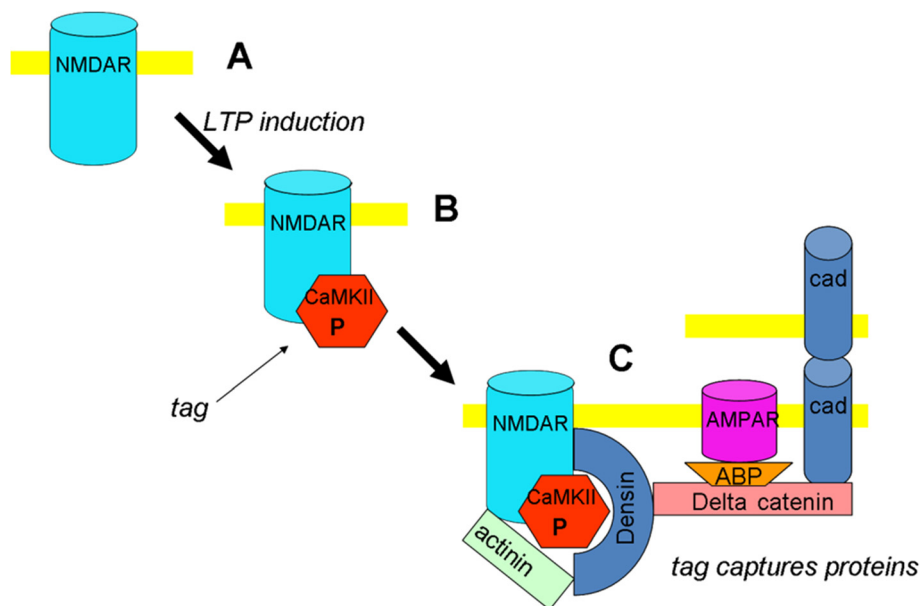 NMDAR
A
LTP induction
NMDAR
B
CaMKII
P
tag
C
cad
NMDAR
AMPAR
cad
ABP
CaMKII
P
Densin
Delta catenin
actinin
tag captures proteins